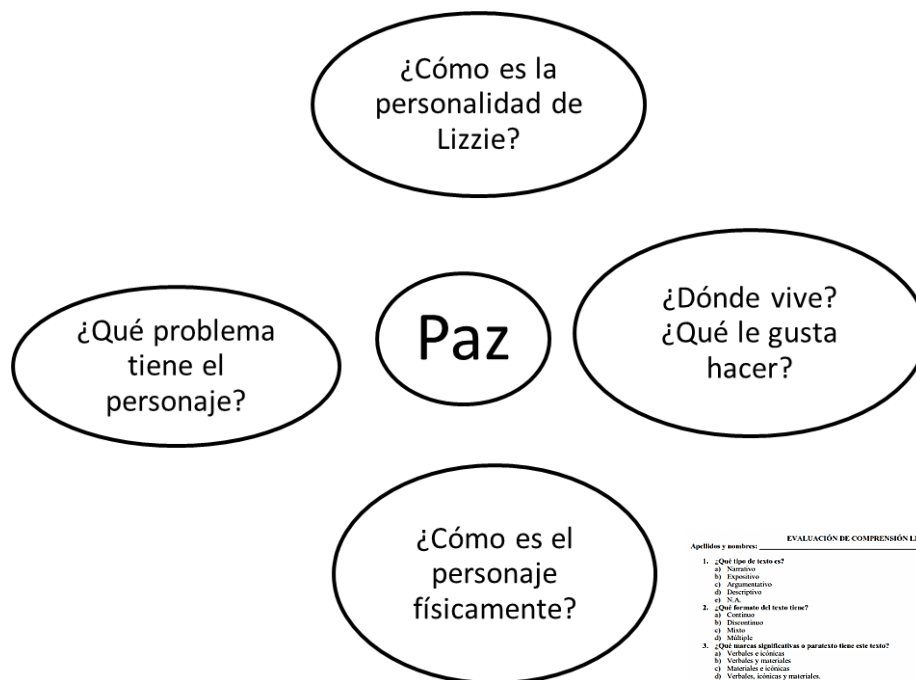 ¿Cómo es la
personalidad de
Lizzie?
¿Qué problema
tiene el
personaje?
Paz
¿Dónde vive?
¿Qué le gusta
hacer?
¿Cómo es el
personaje
físicamente?
EVALUACIÓN DE COMPRENSIÓN
Apellidos y nombres:
1. ¿Qué tipo de texto es?
a) Narrativo
b) Expositivo
c) Argumentativo
d) Descriptivo
e) N.A.
2. ¿Qué formato del texto tiene?
a) Continuo
b) Discontinuo
c) Mixto
d) Múltiple
3. ¿Qué marcas significativas o paratexto tiene este texto?
a) Verbales e icónicas
b) Verbales y materiales
c) Materiales e icónicas
d) Verbales, icónicas y materiales.